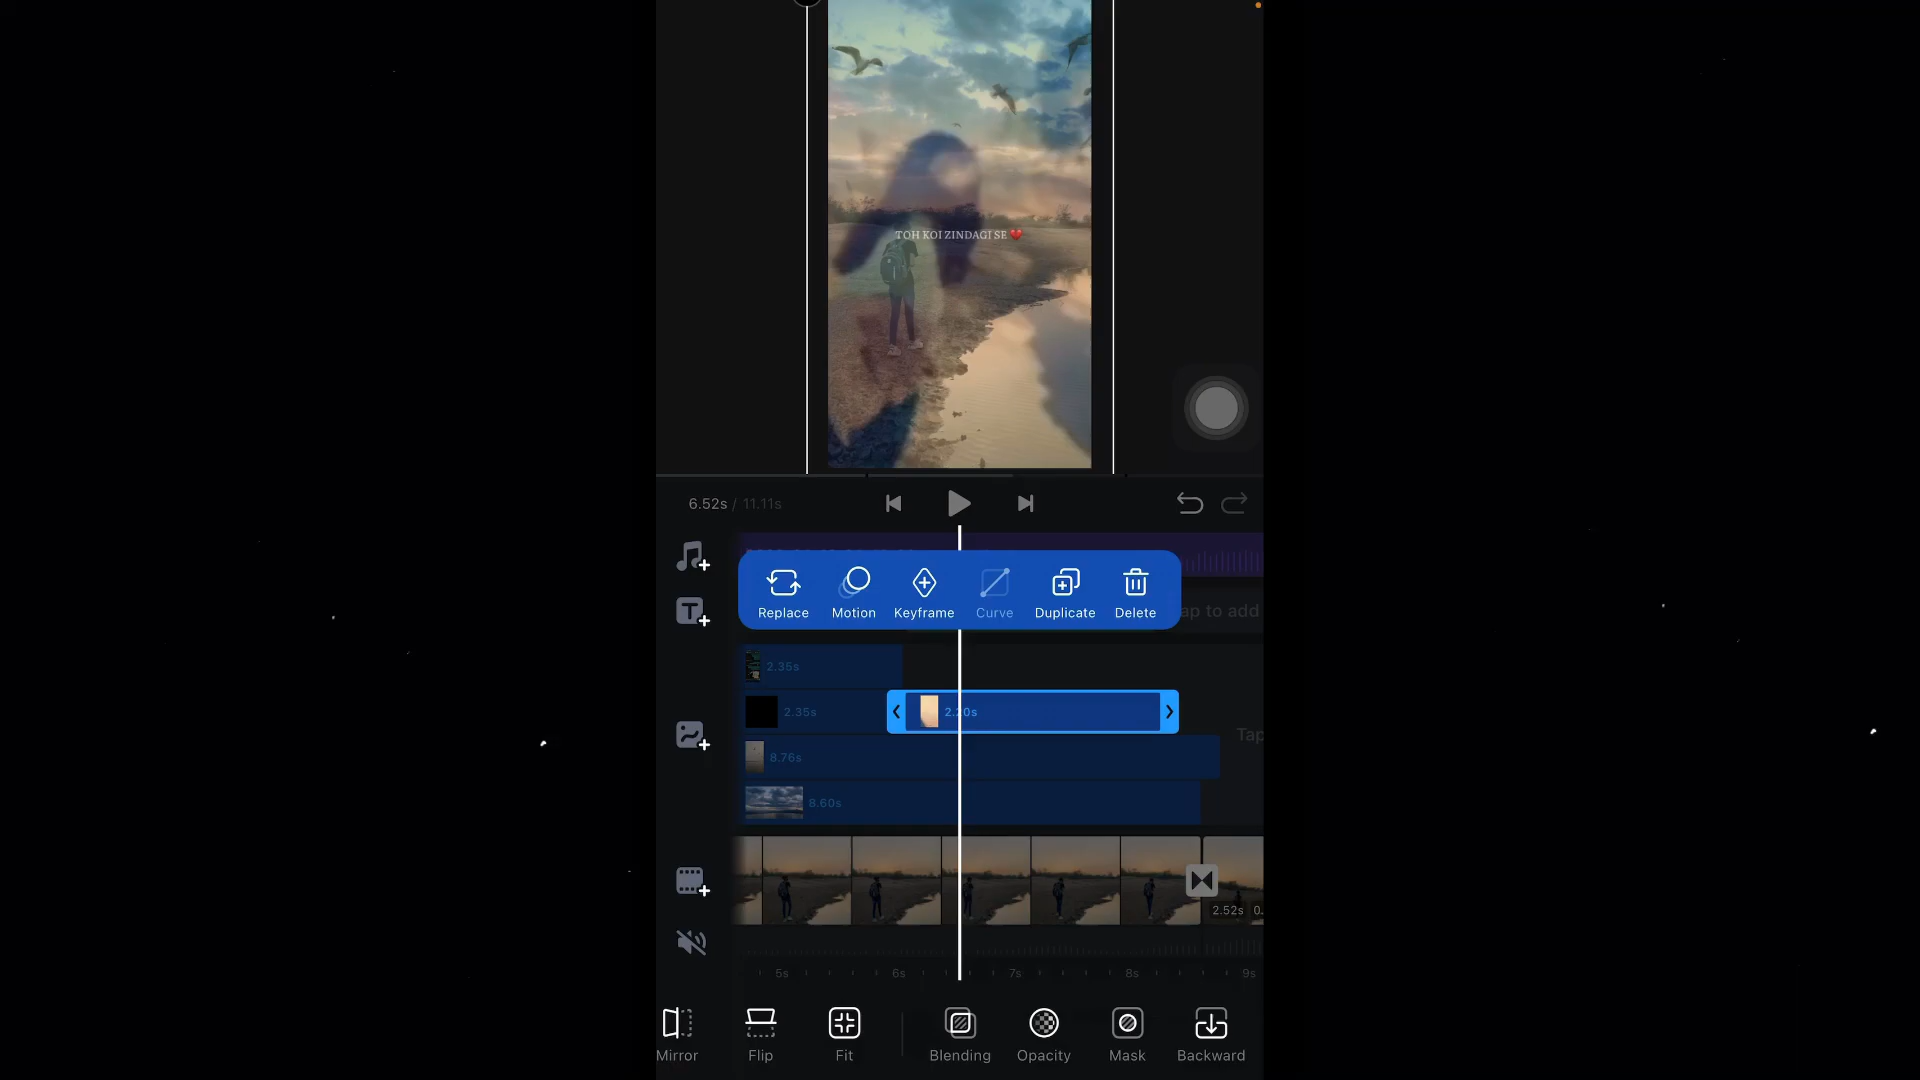 TOH KOI ZINDAGI SE ❤️
6.52s / 11.11s
Replace
Motion
Keyframe
Curve
Duplicate
Delete
ap to add
2.35s
2.35s
8.76s
Tap
8.60s
2.52s 0.
5s
6s
7s
8s
9s
Mirror
Flip
Fit
Blending
Opacity
Mask
Backward